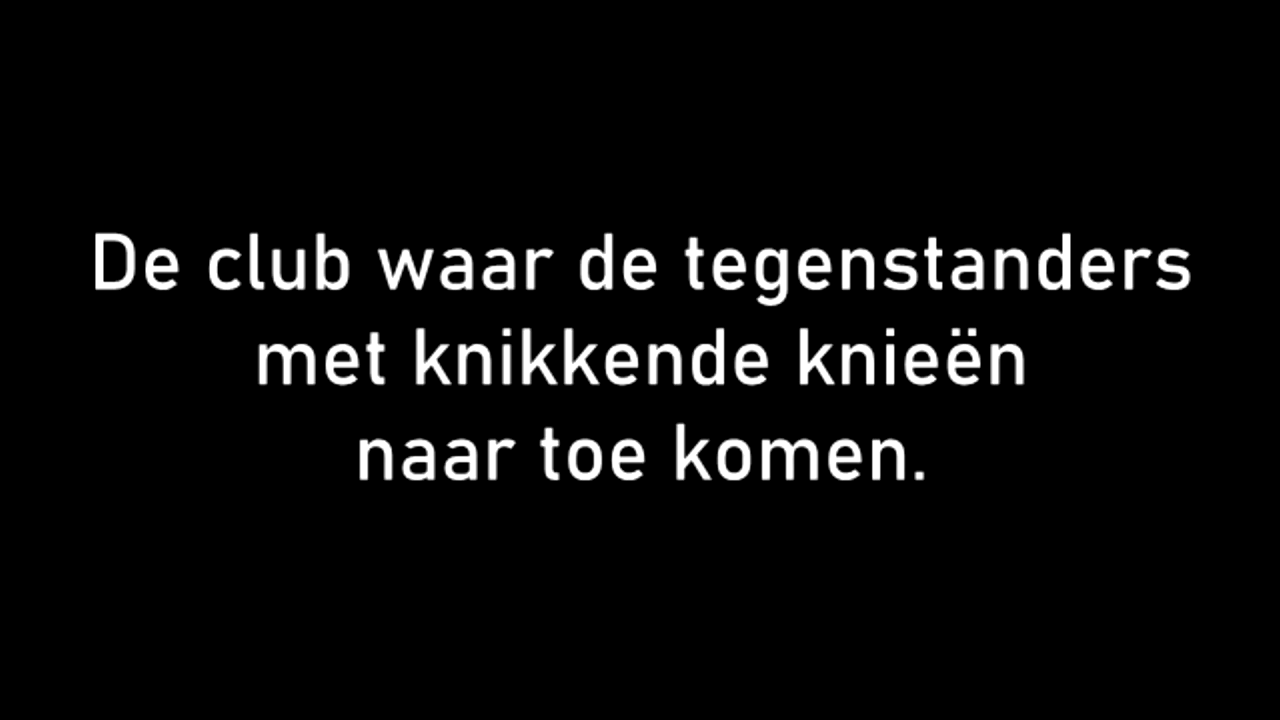 De club waar de tegenstanders
met knikkende knieën
naar toe komen.